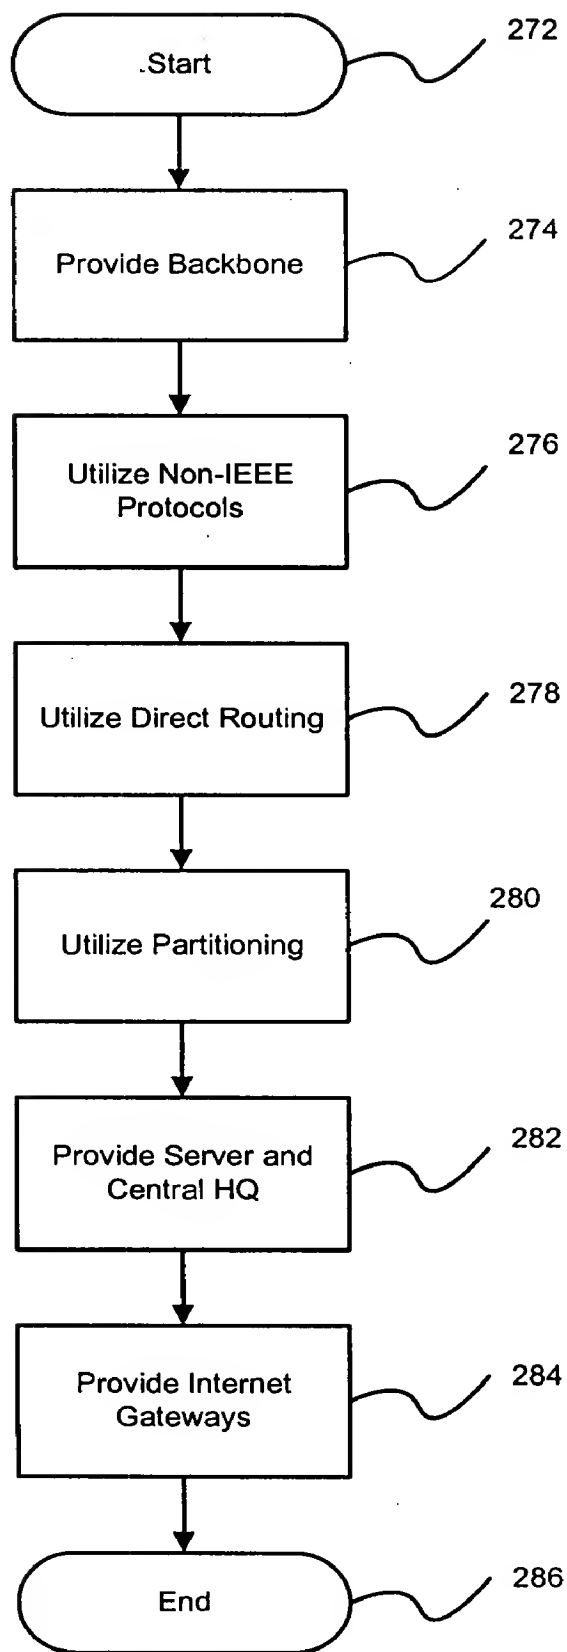 Start
272
Provide Backbone
274
Utilize Non-IEEE
Protocols
276
Utilize Direct Routing
278
Utilize Partitioning
280
Provide Server and
Central HQ
282
Provide Internet
Gateways
284
End
286